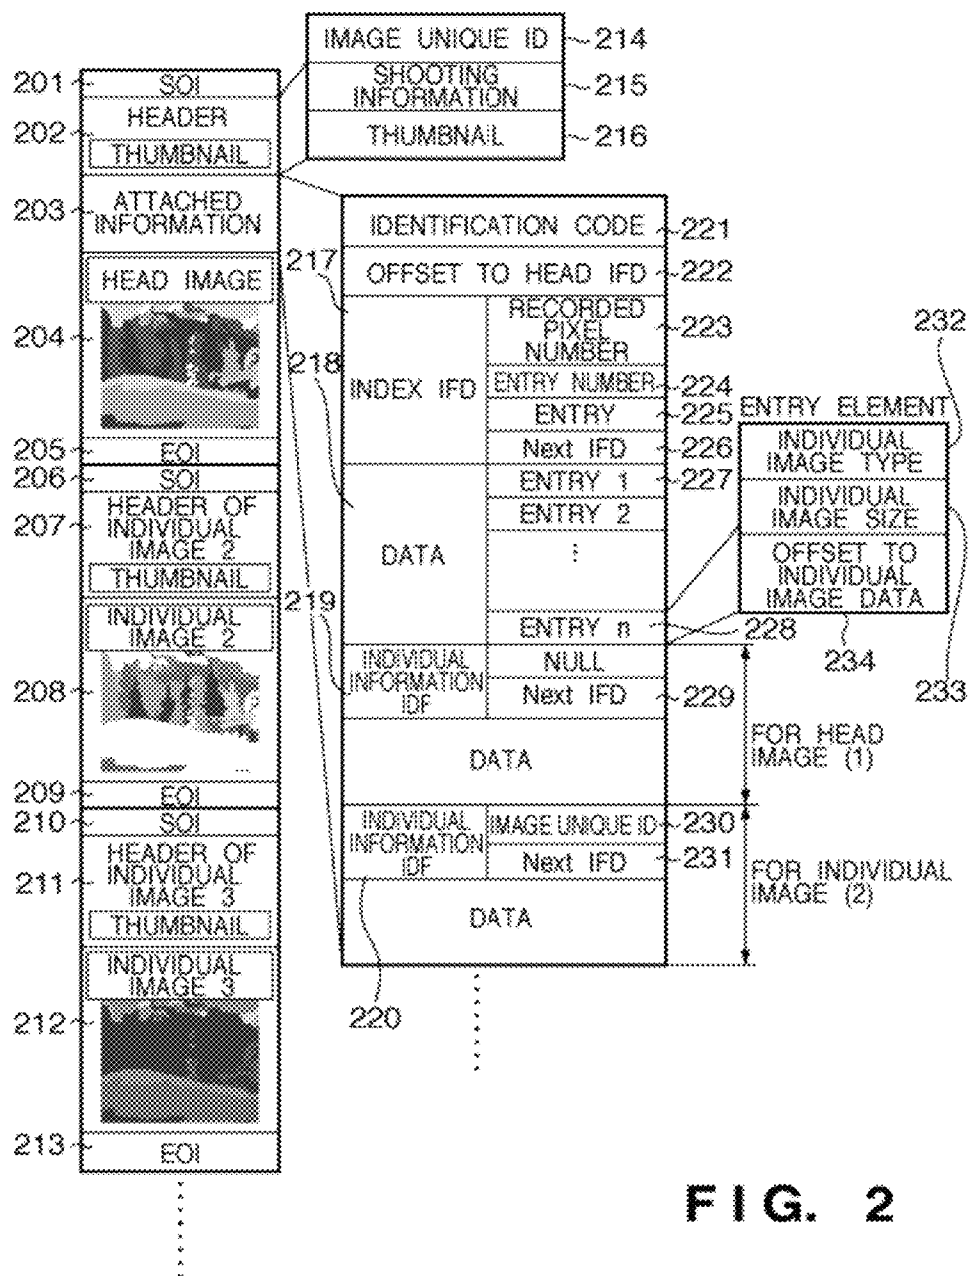 IMAGE UNIQUE ID
214
SHOOTING
INFORMATION
215
THUMBNAIL
216
201
SOI
202
HEADER
THUMBNAIL
203
ATTACHED
INFORMATION
HEAD IMAGE
204
205
EOI
206
SOI
207
HEADER OF
INDIVIDUAL
IMAGE 2
THUMBNAIL
INDIVIDUAL
IMAGE 2
208
...
209
EOI
210
SOI
211
HEADER OF
INDIVIDUAL
IMAGE 3
THUMBNAIL
INDIVIDUAL
IMAGE 3
212
213
EOI
IDENTIFICATION CODE
221
OFFSET TO HEAD IFD
222
217
INDEX IFD
RECORDED
PIXEL
NUMBER
223
ENTRY NUMBER
224
ENTRY
225
Next IFD
226
218
DATA
ENTRY 1
227
ENTRY 2
⋮
ENTRY n
228
219
INDIVIDUAL
INFORMATION
IDF
NULL
Next IFD
229
DATA
FOR HEAD
IMAGE (1)
INDIVIDUAL
INFORMATION
IDF
IMAGE UNIQUE ID
230
Next IFD
231
DATA
FOR INDIVIDUAL
IMAGE (2)
220
232
ENTRY ELEMENT
INDIVIDUAL
IMAGE TYPE
INDIVIDUAL
IMAGE SIZE
OFFSET TO
INDIVIDUAL
IMAGE DATA
234
233
FIG. 2